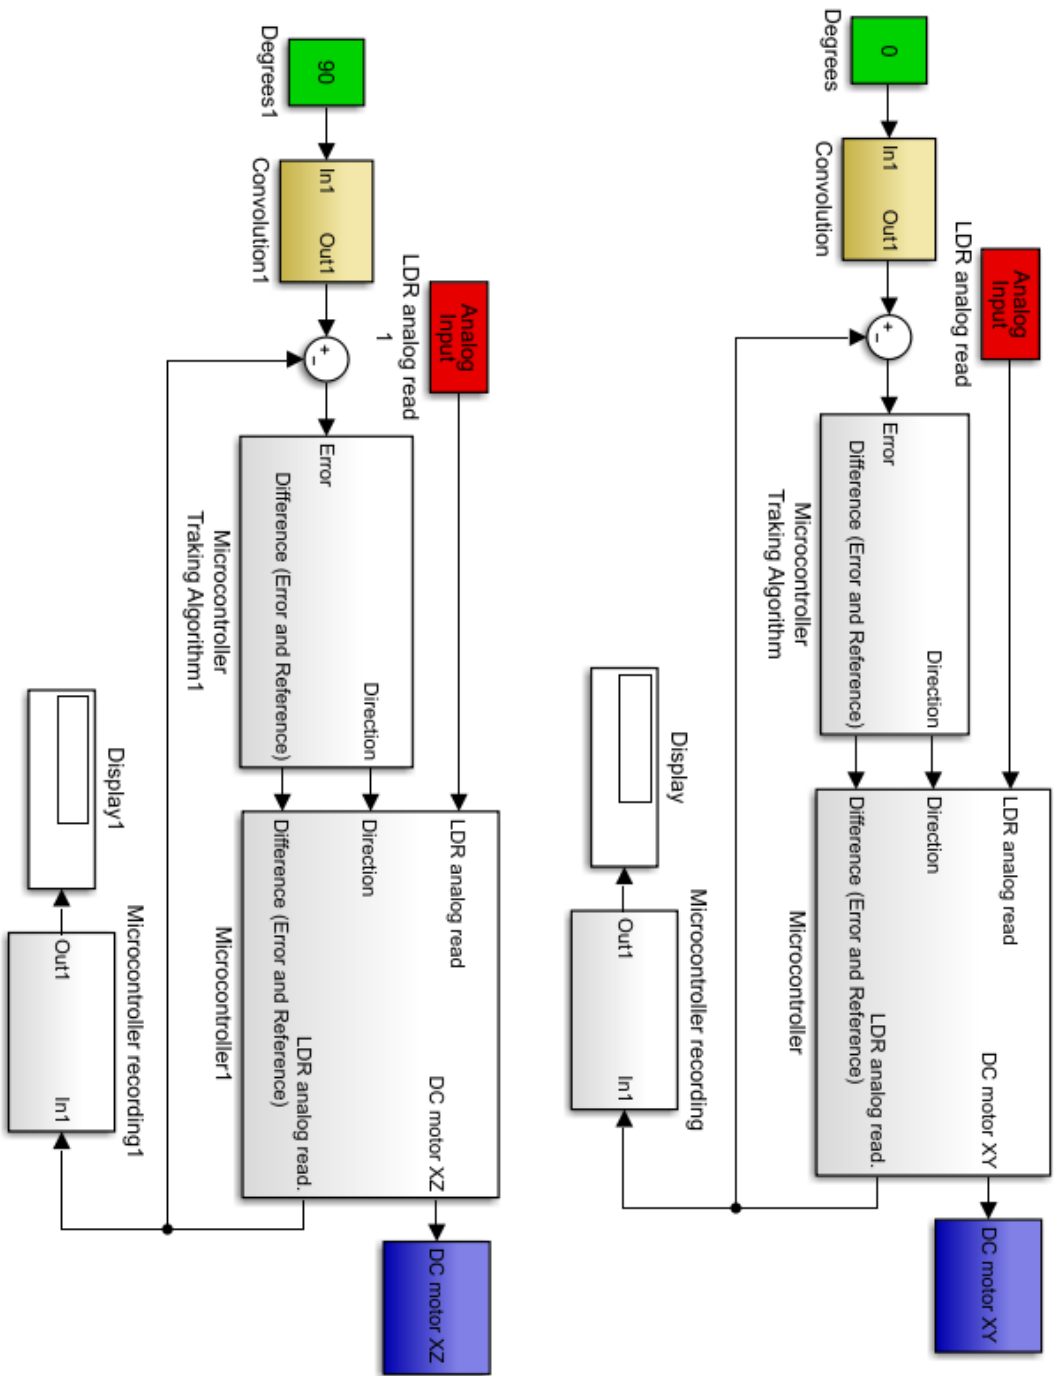 0
Degrees
In1
Out1
Convolution
Analog
Input
LDR analog read
Error
Direction
Difference (Error and Reference)
Microcontroller
Traking Algorithm
LDR analog read
Direction
Difference (Error and Reference)
DC motor XY
LDR analog read.
Microcontroller
DC motor XY
Display
Out1
In1
Microcontroller recording
90
Degrees1
In1
Out1
Convolution1
Analog
Input
LDR analog read
1
Error
Direction
Difference (Error and Reference)
Microcontroller
Traking Algorithm1
LDR analog read
Direction
Difference (Error and Reference)
DC motor XZ
LDR analog read.
Microcontroller1
DC motor XZ
Display1
Out1
In1
Microcontroller recording1